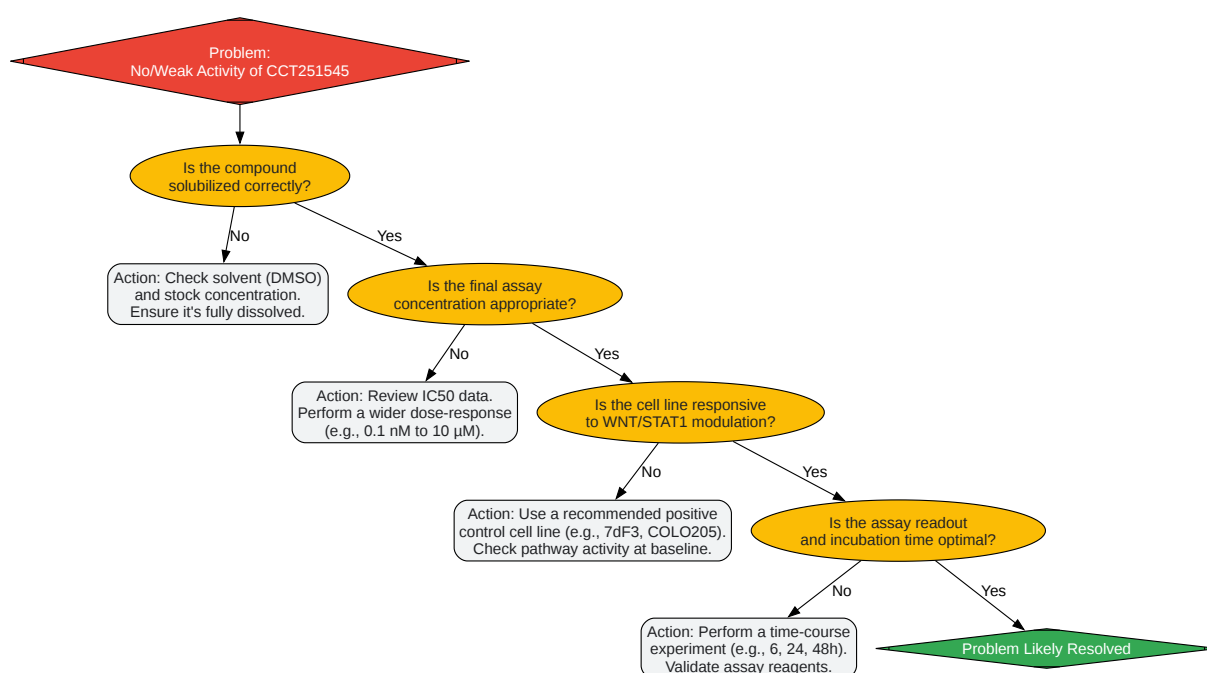 Problem:
No/Weak Activity of CCT251545
Is the compound
solubilized correctly?
No
Yes
Action: Check solvent (DMSO)
and stock concentration.
Ensure it's fully dissolved.
Is the final assay
concentration appropriate?
No
Yes
Action: Review IC50 data.
Perform a wider dose-response
(e.g., 0.1 nM to 10 µM).
Is the cell line responsive
to WNT/STAT1 modulation?
No
Yes
Action: Use a recommended positive
control cell line (e.g., 7dF3, COLO205).
Check pathway activity at baseline.
Is the assay readout
and incubation time optimal?
No
Yes
Action: Perform a time-course
experiment (e.g., 6, 24, 48h).
Validate assay reagents.
Problem Likely Resolved